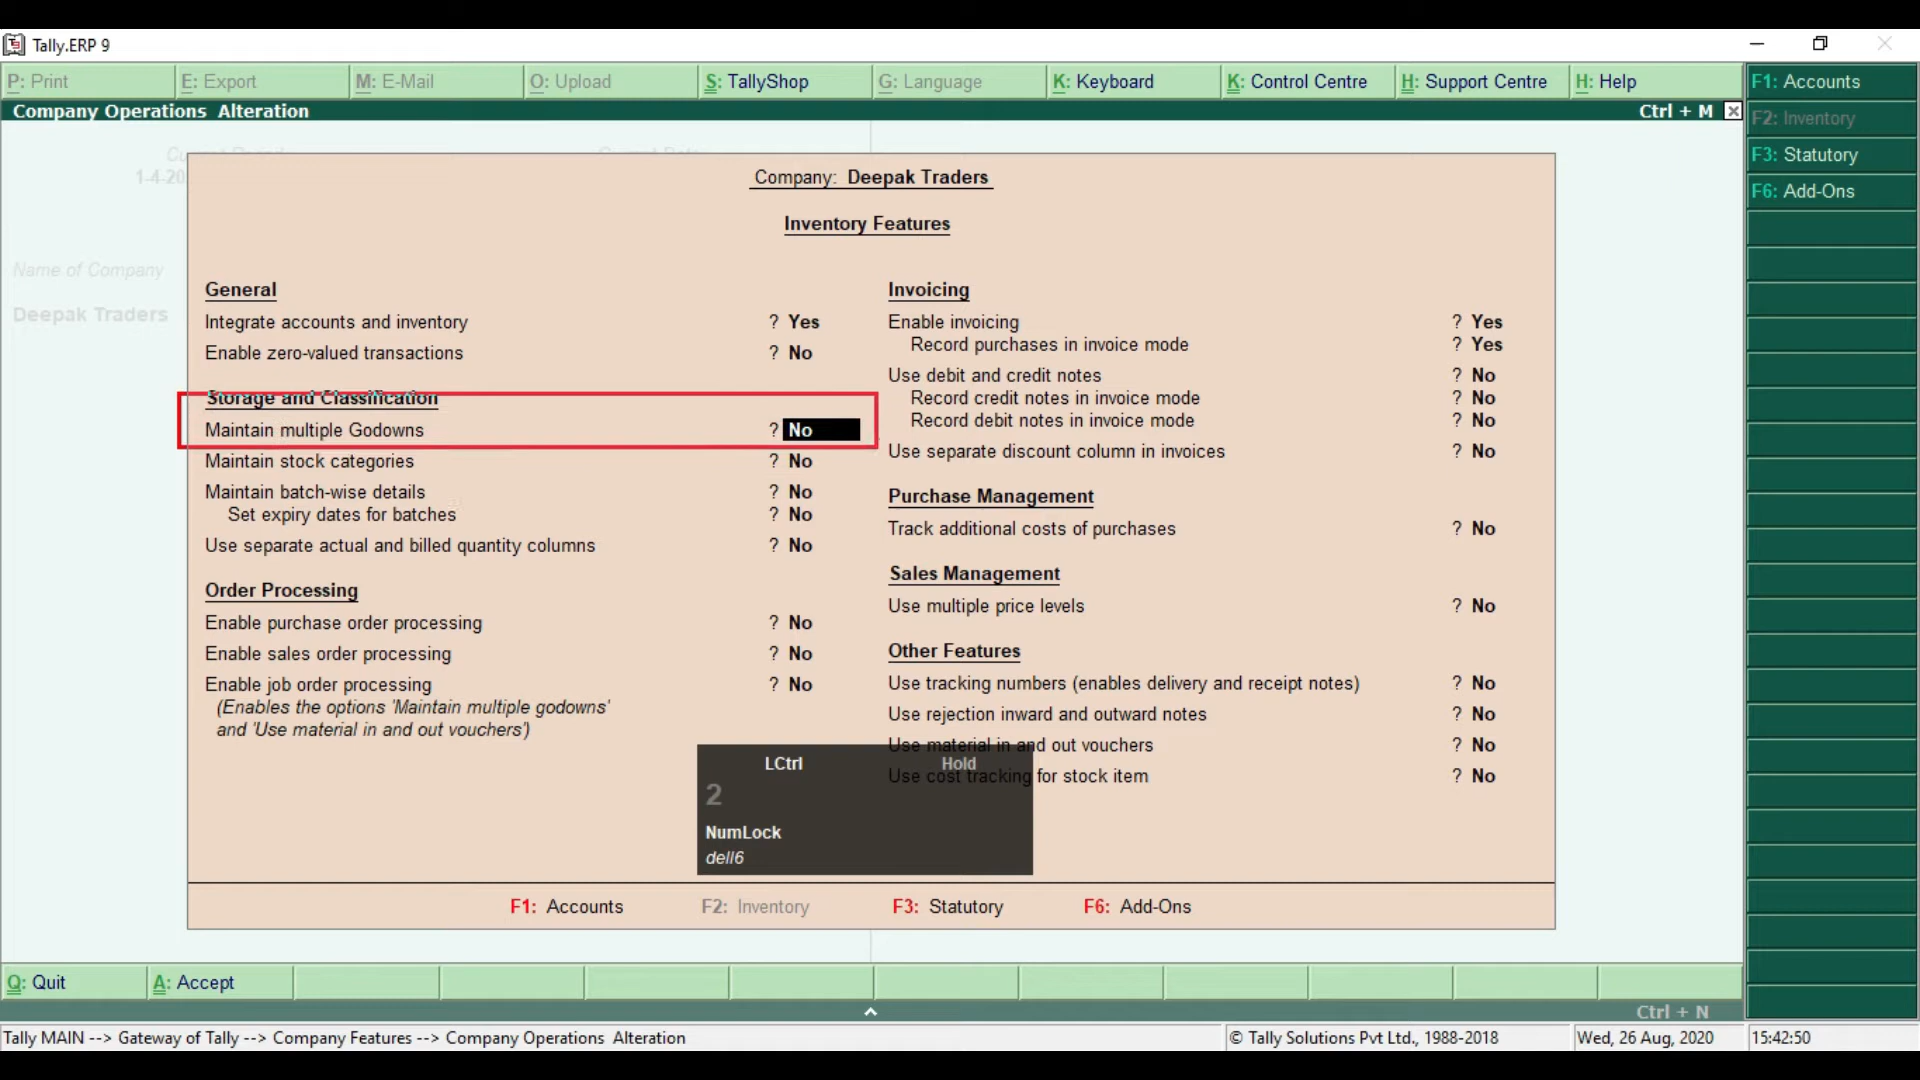 Tally.ERP 9
P: Print
E: Export
M: E-Mail
O: Upload
S: TallyShop
G: Language
K: Keyboard
K: Control Centre
H: Support Centre
H: Help
F1: Accounts
F2: Inventory
F3: Statutory
F6: Add-Ons
Company Operations Alteration
Ctrl + M
1-4-20
Name of Company
Deepak Traders
Company: Deepak Traders
Inventory Features
General
Integrate accounts and inventory ? Yes
Enable zero-valued transactions ? No
Storage and Classification
Maintain multiple Godowns ? No
Maintain stock categories ? No
Maintain batch-wise details ? No
Set expiry dates for batches ? No
Use separate actual and billed quantity columns ? No
Order Processing
Enable purchase order processing ? No
Enable sales order processing ? No
Enable job order processing ? No
(Enables the options 'Maintain multiple godowns'
and 'Use material in and out vouchers')
Invoicing
Enable invoicing ? Yes
Record purchases in invoice mode ? Yes
Use debit and credit notes ? No
Record credit notes in invoice mode ? No
Record debit notes in invoice mode ? No
Use separate discount column in invoices ? No
Purchase Management
Track additional costs of purchases ? No
Sales Management
Use multiple price levels ? No
Other Features
Use tracking numbers (enables delivery and receipt notes) ? No
Use rejection inward and outward notes ? No
Use material in and out vouchers ? No
Use cost tracking for stock item ? No
LCtrl Hold
2
NumLock
dell6
F1: Accounts F2: Inventory F3: Statutory F6: Add-Ons
Q: Quit
A: Accept
Ctrl + N
Tally MAIN --> Gateway of Tally --> Company Features --> Company Operations Alteration
© Tally Solutions Pvt Ltd., 1988-2018
Wed, 26 Aug, 2020
15:42:50